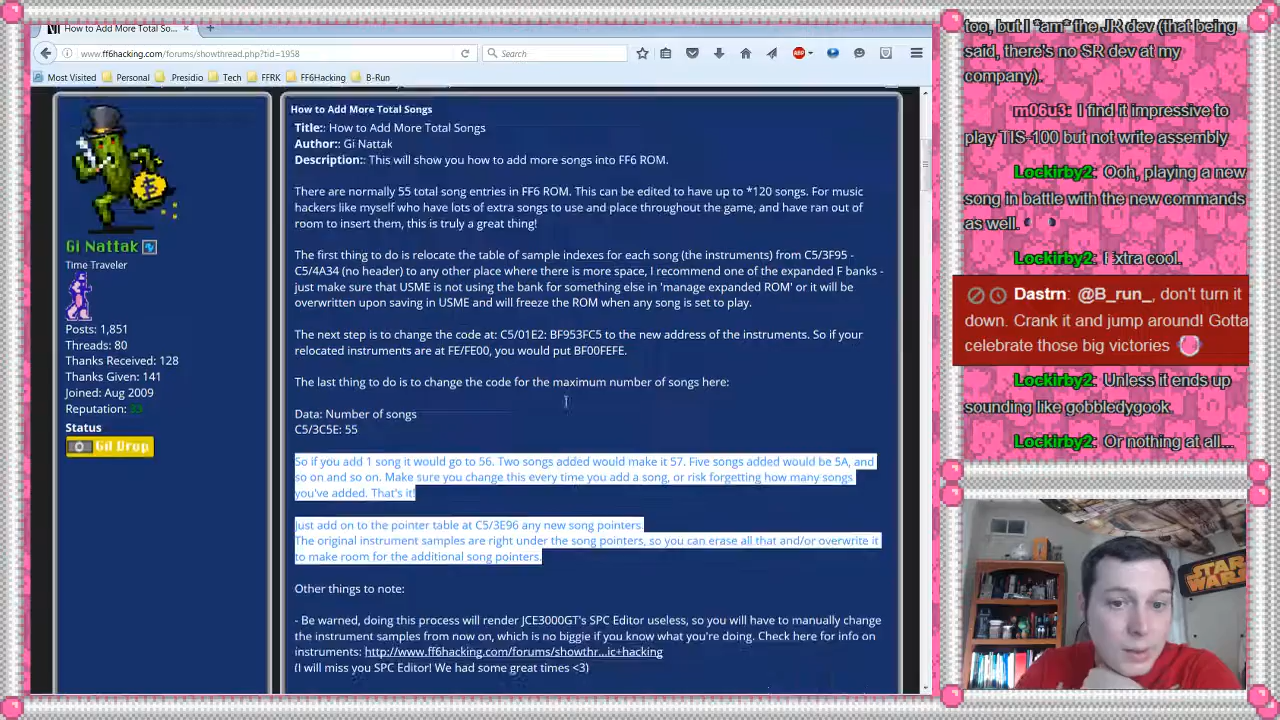 How to Add More Total So...
www.ff6hacking.com/forums/showthread.php?tid=1958
Search
ABP
Most Visited
Personal
.Presidio
Tech
FFRK
FF6Hacking
B-Run
Gi Nattak
Time Traveler
Posts: 1,851
Threads: 80
Thanks Received: 128
Thanks Given: 141
Joined: Aug 2009
Reputation: 33
Status
Gil Drop
How to Add More Total Songs
Title:: How to Add More Total Songs
Author:: Gi Nattak
Description:: This will show you how to add more songs into FF6 ROM.
There are normally 55 total song entries in FF6 ROM. This can be edited to have up to *120 songs. For music
hackers like myself who have lots of extra songs to use and place throughout the game, and have ran out of
room to insert them, this is truly a great thing!
The first thing to do is relocate the table of sample indexes for each song (the instruments) from C5/3F95 -
C5/4A34 (no header) to any other place where there is more space, I recommend one of the expanded F banks -
just make sure that USME is not using the bank for something else in 'manage expanded ROM' or it will be
overwritten upon saving in USME and will freeze the ROM when any song is set to play.
The next step is to change the code at: C5/01E2: BF953FC5 to the new address of the instruments. So if your
relocated instruments are at FE/FE00, you would put BF00FEFE.
The last thing to do is to change the code for the maximum number of songs here:
Data: Number of songs
C5/3C5E: 55
So if you add 1 song it would go to 56. Two songs added would make it 57. Five songs added would be 5A, and
so on and so on. Make sure you change this every time you add a song, or risk forgetting how many songs
you've added. That's it!
Just add on to the pointer table at C5/3E96 any new song pointers.
The original instrument samples are right under the song pointers, so you can erase all that and/or overwrite it
to make room for the additional song pointers.
Other things to note:
- Be warned, doing this process will render JCE3000GT's SPC Editor useless, so you will have to manually change
the instrument samples from now on, which is no biggie if you know what you're doing. Check here for info on
instruments: http://www.ff6hacking.com/forums/showthr...ic+hacking
(I will miss you SPC Editor! We had some great times <3)
too, but I *am* the JR dev (that being
said, there's no SR dev at my
company).
m06u3: I find it impressive to
play TIS-100 but not write assembly
Lockirby2: Ooh, playing a new
song in battle with the new commands
as well.
Lockirby2: Extra cool.
Dastrn: @B_run_, don't turn it
down. Crank it and jump around! Gotta
celebrate those big victories
Lockirby2: Unless it ends up
sounding like gobbledygook.
Lockirby2: Or nothing at all...
STAR
WARS